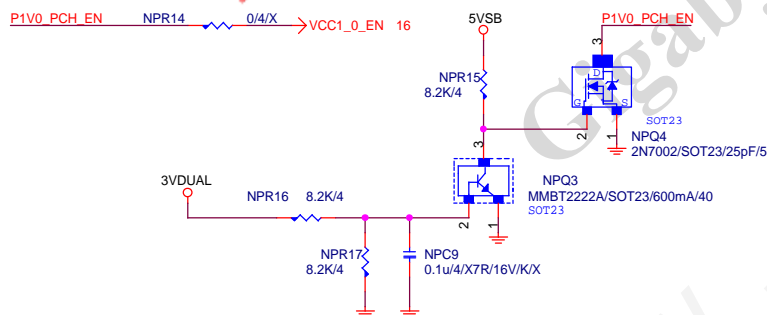 P1V0_PCH_EN NPR14 0/4/X VCC1_0_EN 16
5VSB
P1V0_PCH_EN
3
NPR15
8.2K/4
D
G S
SOT23
2 1
NPQ4
2N7002/SOT23/25pF/5
3
NPQ3
MMBT2222A/SOT23/600mA/40
SOT23
2 1
3VDUAL
NPR16 8.2K/4
NPR17
8.2K/4
NPC9
0.1u/4/X7R/16V/K/X
Gigaby